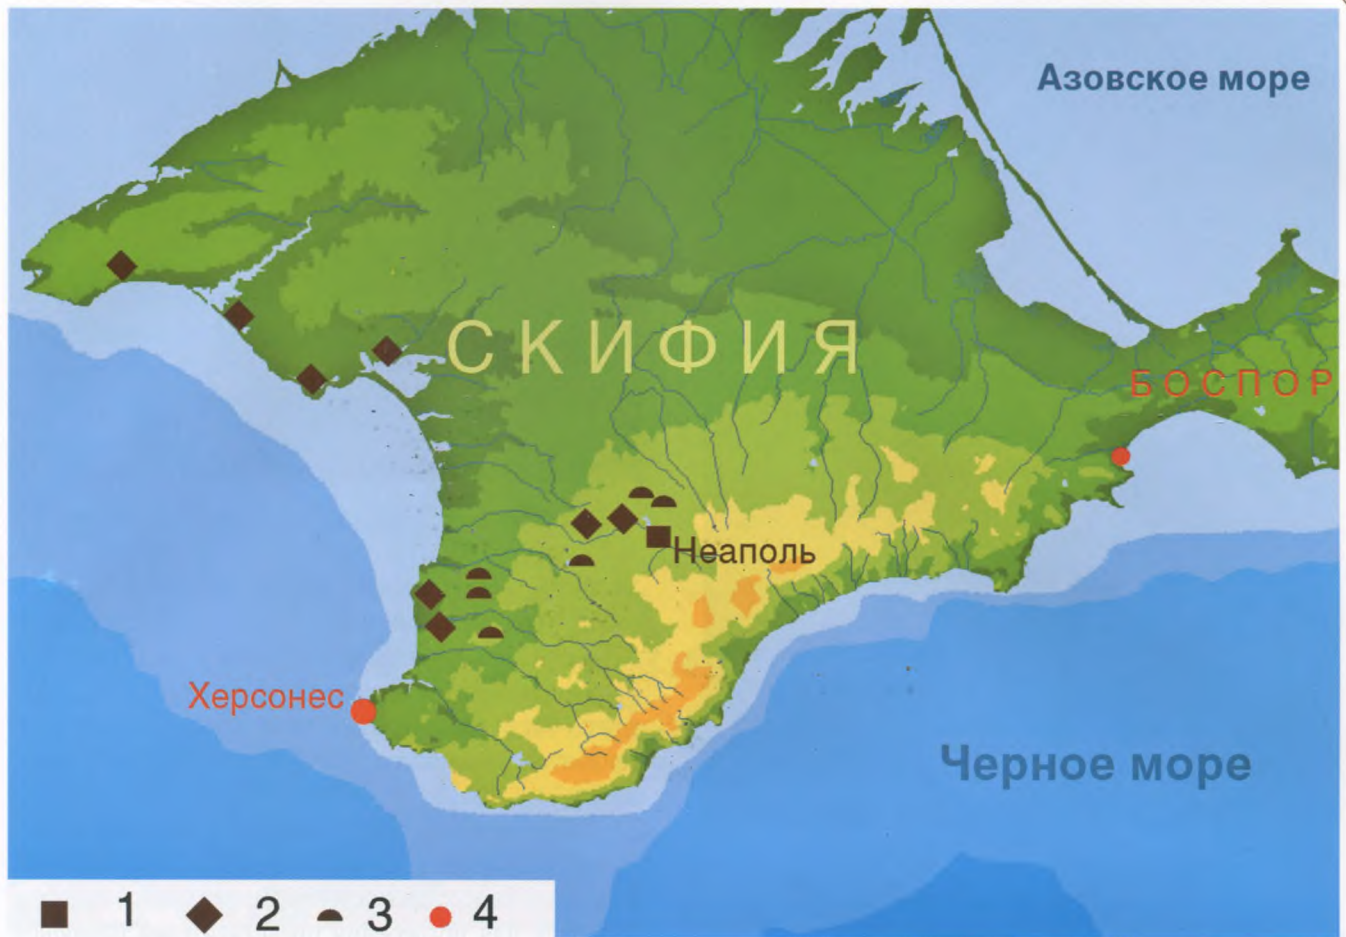 Азовское море
СКИФИЯ
БОСПОР
Неаполь
Херсонес
Черное море
1 2 3 4